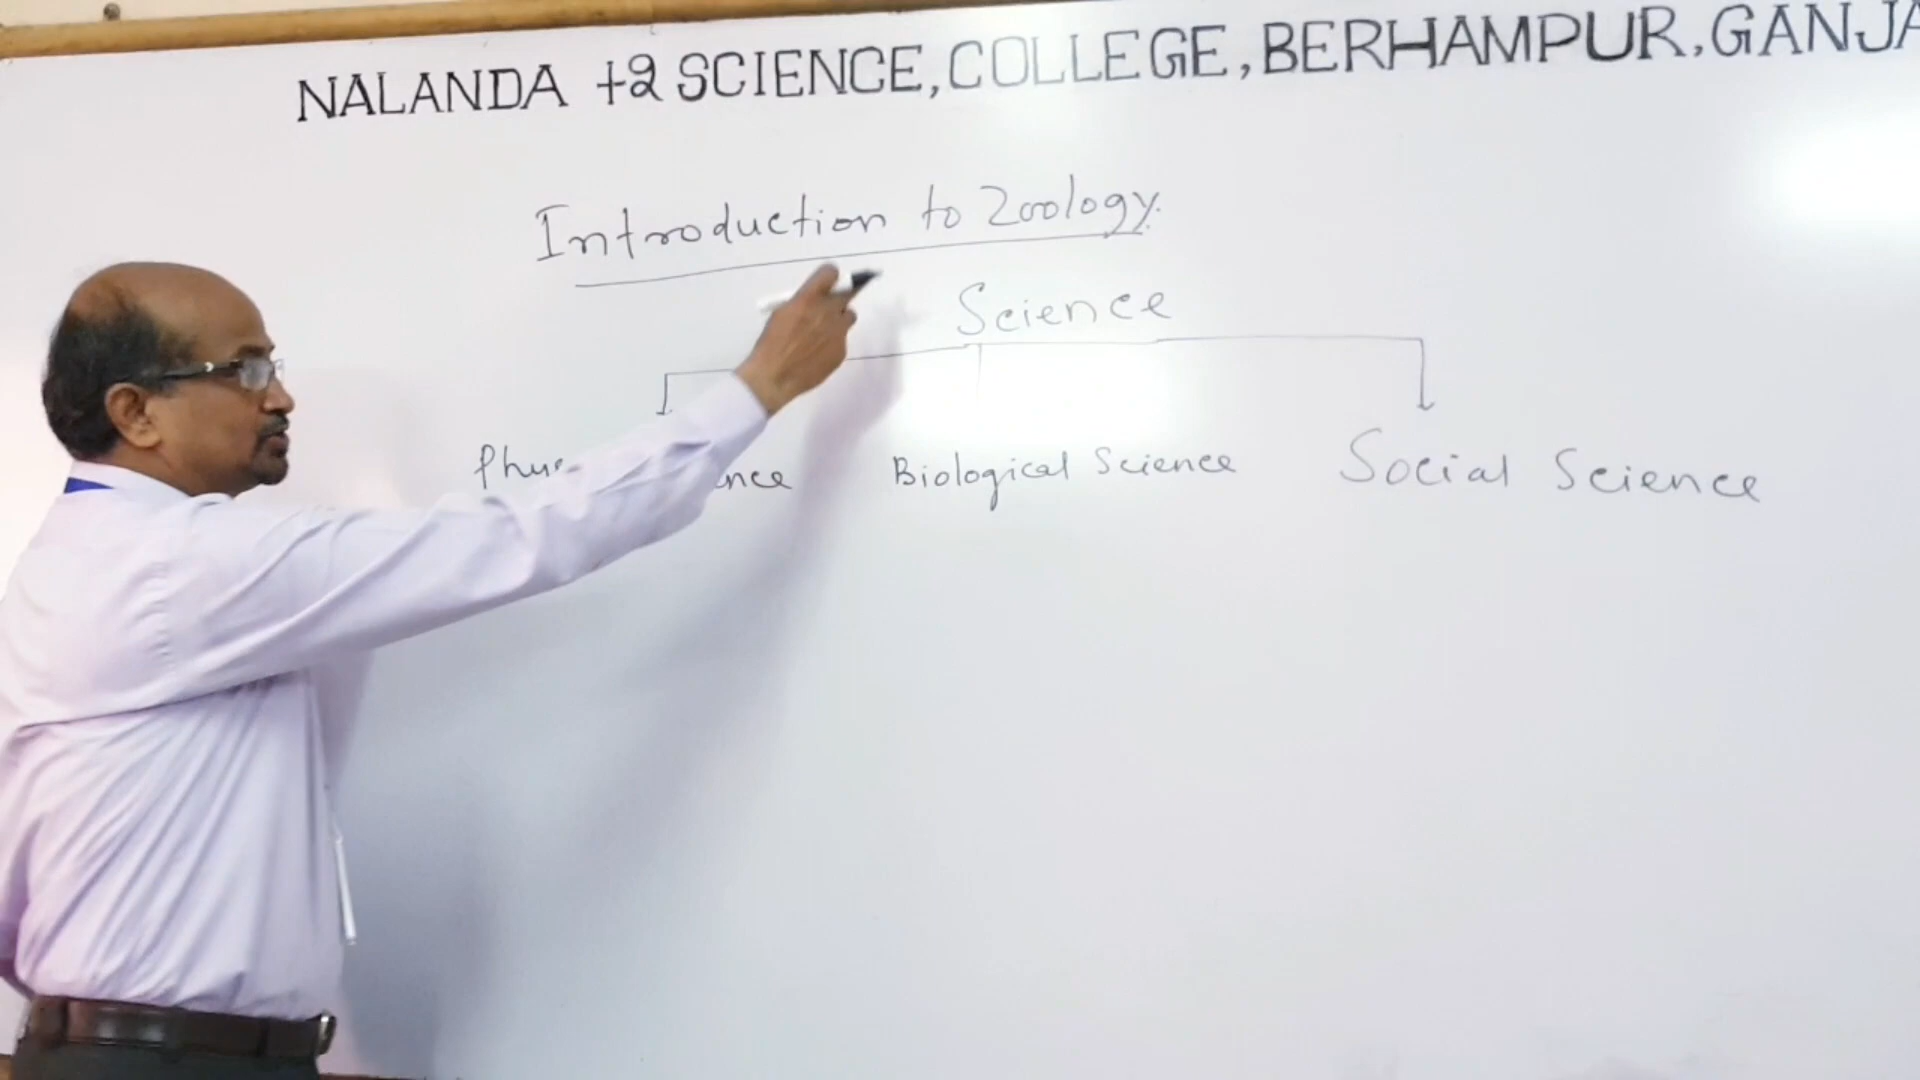 NALANDA +2 SCIENCE, COLLEGE, BERHAMPUR, GANJA
Introduction to Zoology.
Science
Biological Science Social Science